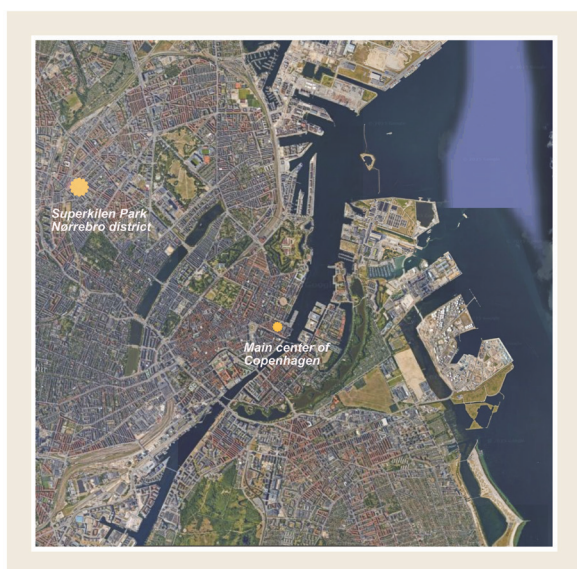 Superkilen Park
Nørrebro district
Main center of
Copenhagen